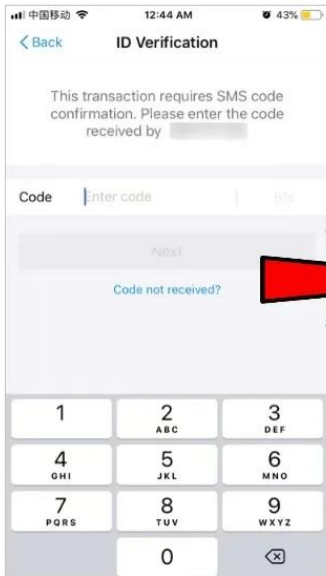 中国移动 12:44 AM 43%
Back ID Verification
This transaction requires SMS code
confirmation. Please enter the code
received by
Code Enter code 51s
Next
Code not received?
1 2 3
ABC DEF
4 5 6
GHI JKL MNO
7 8 9
PQRS TUV WXYZ
0